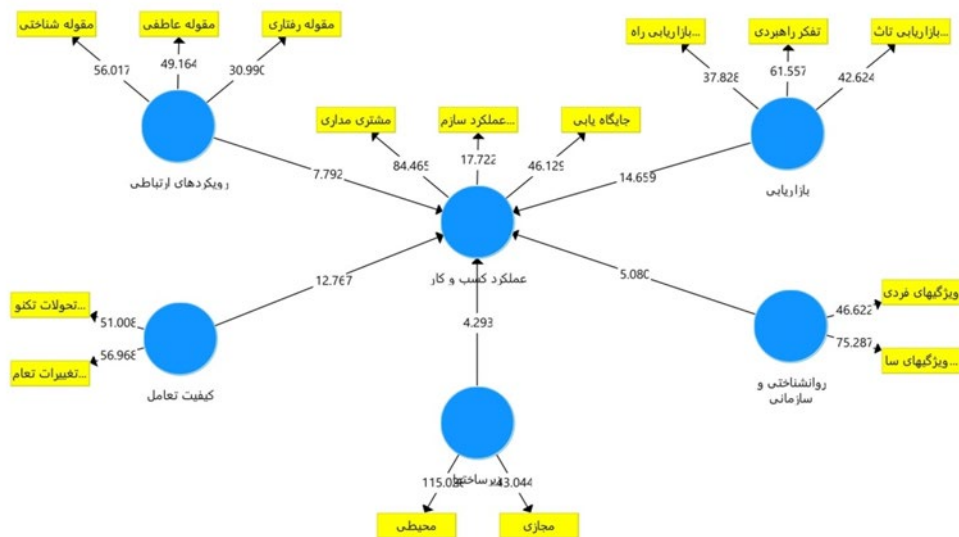 مقوله شناختی
مقوله عاطفی
مقوله رفتاری
56.017
49.164
30.990
رویکردهای ارتباطی
بازاریابی راه...
تفکر راهبردی
بازاریابی تاث...
37.828
61.557
42.624
بازاریابی
مشتری مداری
عملکرد سازم...
جایگاه یابی
84.465
17.722
46.129
7.792
14.659
عملکرد کسب و کار
12.767
5.080
4.293
تحولات تکنو...
51.008
56.968
تغییرات تعام...
کیفیت تعامل
ویژگیهای فردی
46.622
75.287
ویژگیهای سا...
روانشناختی و
سازمانی
زیرساختها
43.044
محیطی
مجازی